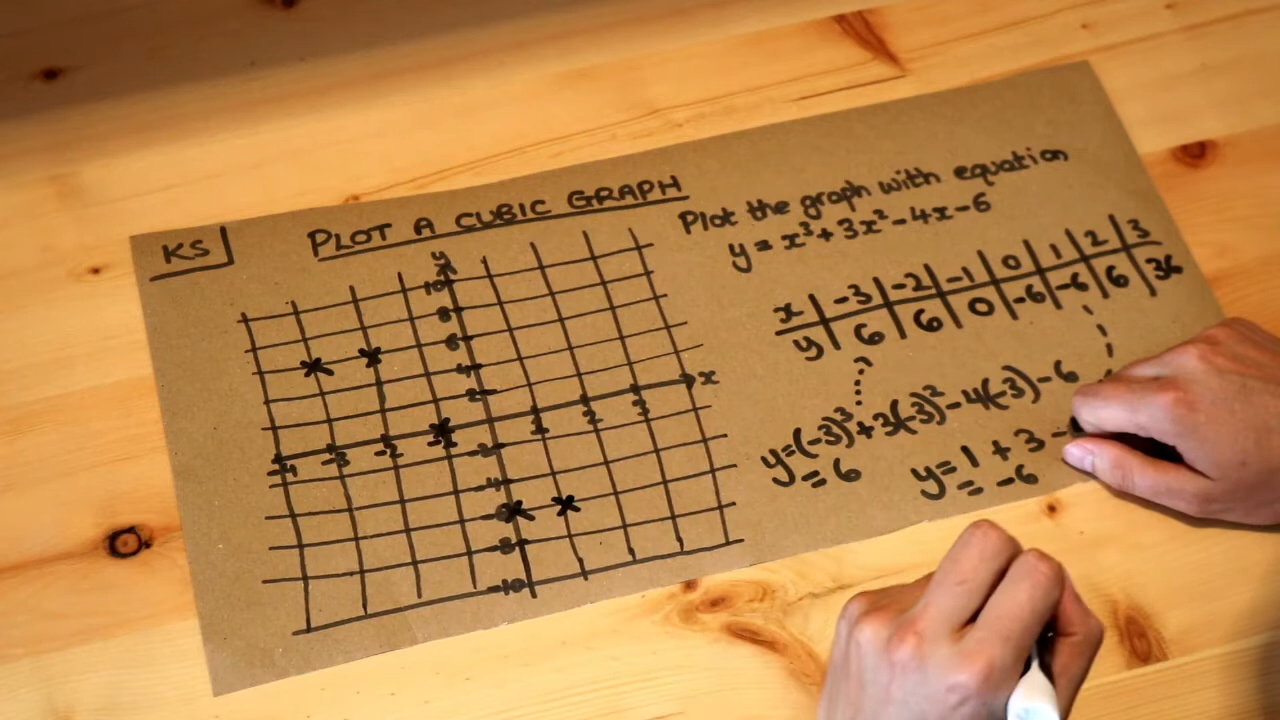 KS
PLOT A CUBIC GRAPH
Plot the graph with equation
y = x³ + 3x² - 4x - 6
x | -3 | -2 | -1 | 0 | 1 | 2 | 3
y | 6 | 6 | 0 | -6 | -6 | 6 | 36
y = (-3)³ + 3(-3)² - 4(-3) - 6
= 6
y = 1 + 3 -
= -6
y
10
8
6
4
2
-4 -3 -2 -1 1 2 3 x
-2
-4
-8
-10